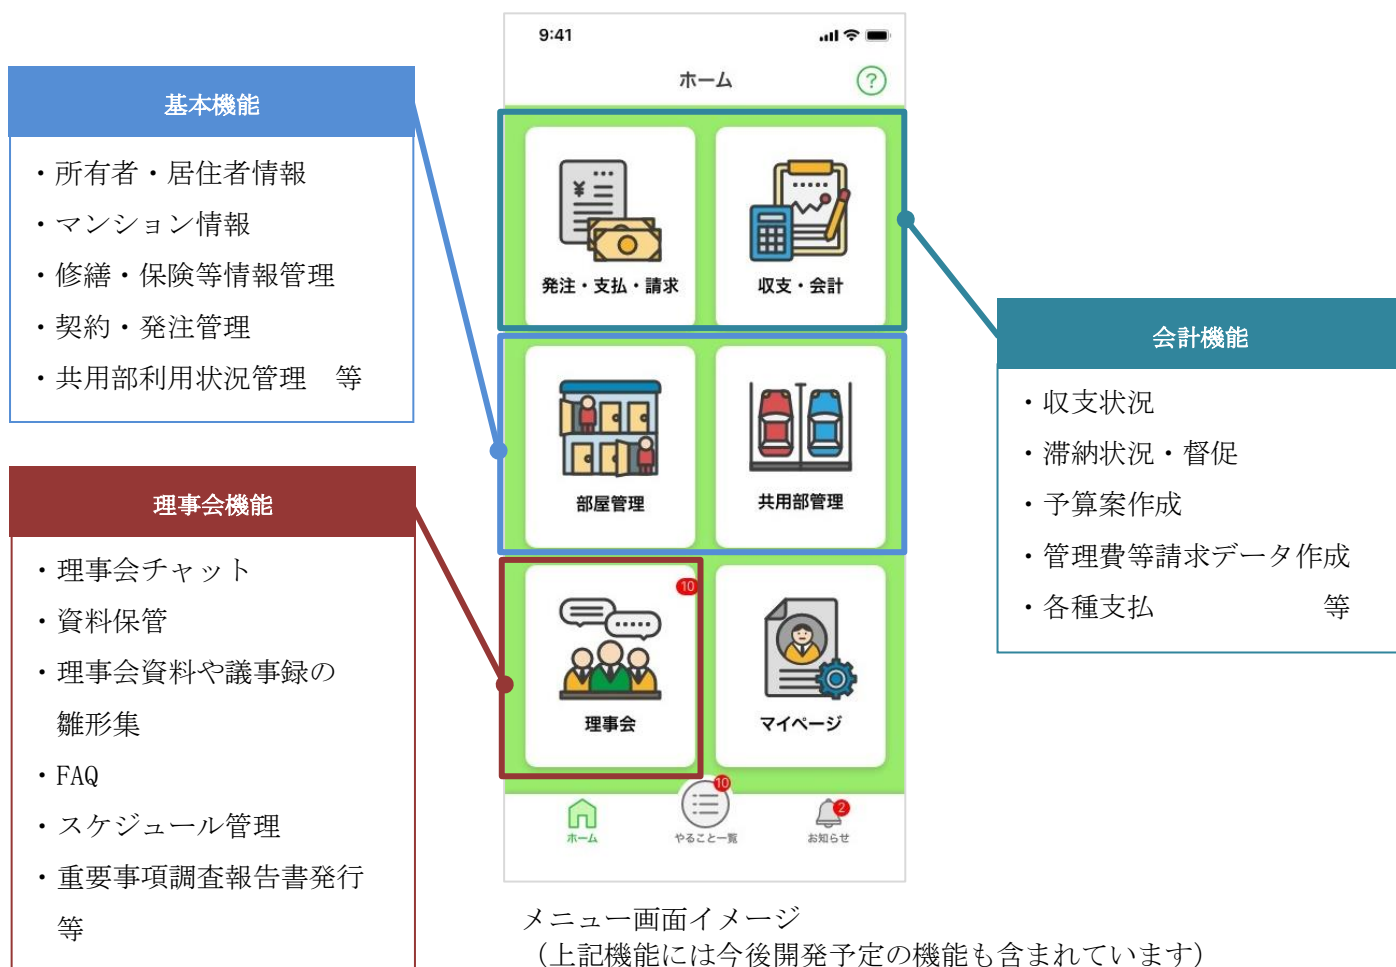 9:41
ホーム
?
基本機能
・所有者・居住者情報
・マンション情報
・修繕・保険等情報管理
・契約・発注管理
・共用部利用状況管理　等
理事会機能
・理事会チャット
・資料保管
・理事会資料や議事録の
雛形集
・FAQ
・スケジュール管理
・重要事項調査報告書発行
等
¥
発注・支払・請求
収支・会計
部屋管理
共用部管理
10
理事会
マイページ
ホーム
10
やること一覧
2
お知らせ
会計機能
・収支状況
・滞納状況・督促
・予算案作成
・管理費等請求データ作成
・各種支払　　　　　　　等
メニュー画面イメージ
（上記機能には今後開発予定の機能も含まれています）